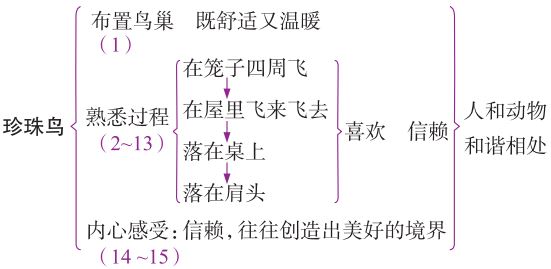 珍珠鸟
布置鸟巢 既舒适又温暖
(1)
熟悉过程
(2~13)
在笼子四周飞
在屋里飞来飞去
落在桌上
落在肩头
喜欢 信赖
内心感受:信赖,往往创造出美好的境界
(14~15)
人和动物
和谐相处